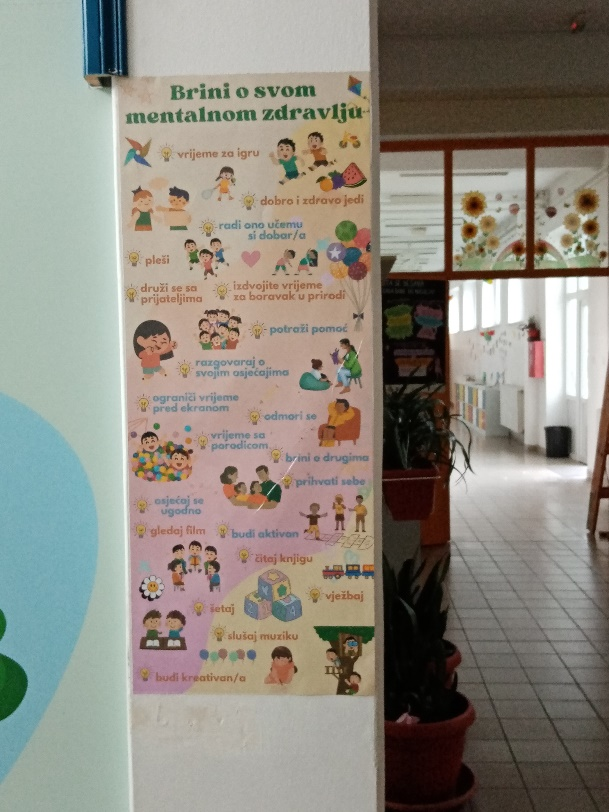 Brini o svom
mentalnom zdravlju
vrijeme za igru
dobro i zdravo jedi
radi ono učemu
si dobar/a
pleši
druži se sa
prijateljima
izdvojite vrijeme
za boravak u prirodi
potraži pomoć
razgovaraj o
svojim osjećajima
ograniči vrijeme
pred ekranom
odmori se
vrijeme sa
porodicom
brini o drugima
prihvati sebe
osjećaj se
ugodno
gledaj film
budi aktivan
čitaj knjigu
vježbaj
šetaj
slušaj muziku
budi kreativan/a